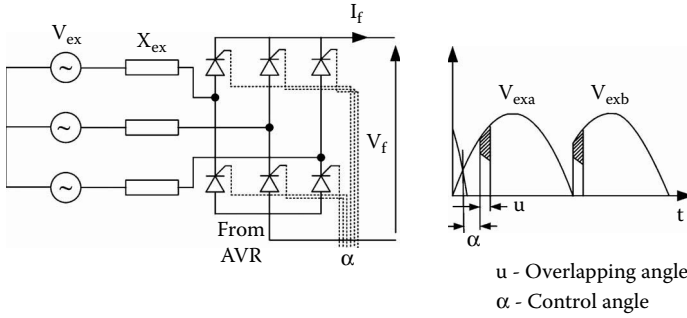 V_ex
X_ex
I_f
V_f
From
AVR
α
V_exa
V_exb
t
u
α
u - Overlapping angle
α - Control angle